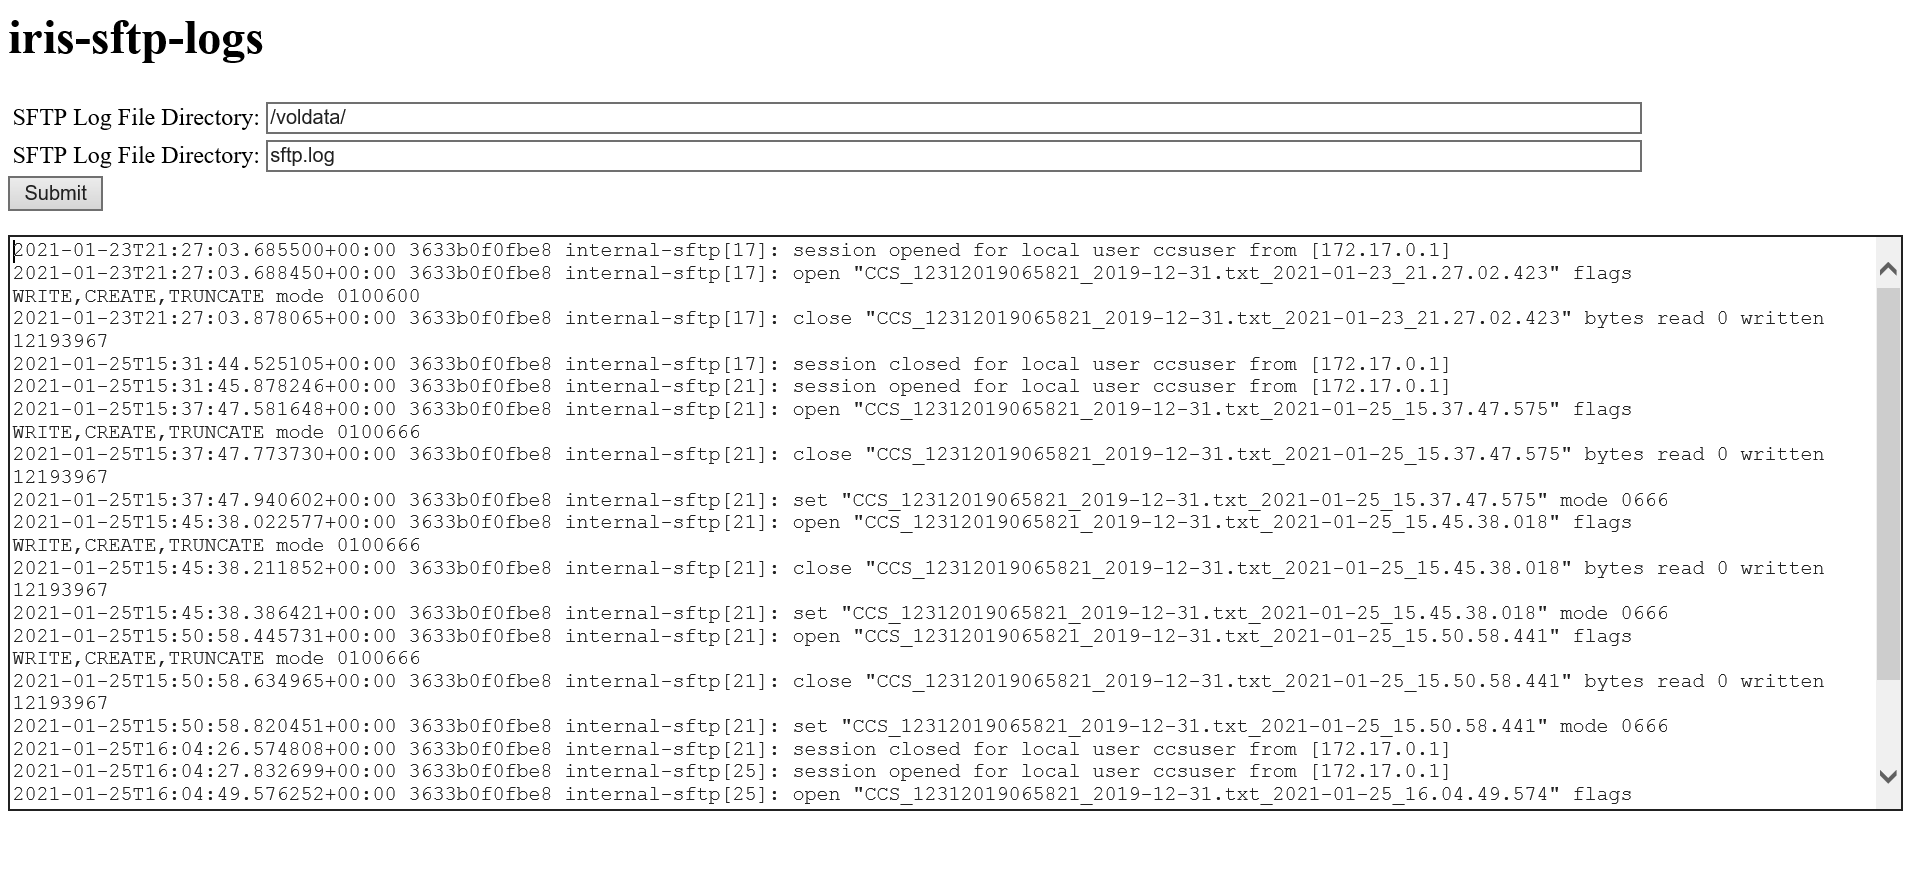 iris-sftp-logs
SFTP Log File Directory: /voldata/
SFTP Log File Directory: sftp.log
Submit
2021-01-23T21:27:03.685500+00:00 3633b0f0fbe8 internal-sftp[17]: session opened for local user ccsuser from [172.17.0.1]
2021-01-23T21:27:03.688450+00:00 3633b0f0fbe8 internal-sftp[17]: open "CCS_12312019065821_2019-12-31.txt_2021-01-23_21.27.02.423" flags
WRITE,CREATE,TRUNCATE mode 0100600
2021-01-23T21:27:03.878065+00:00 3633b0f0fbe8 internal-sftp[17]: close "CCS_12312019065821_2019-12-31.txt_2021-01-23_21.27.02.423" bytes read 0 written
12193967
2021-01-25T15:31:44.525105+00:00 3633b0f0fbe8 internal-sftp[17]: session closed for local user ccsuser from [172.17.0.1]
2021-01-25T15:31:45.878246+00:00 3633b0f0fbe8 internal-sftp[21]: session opened for local user ccsuser from [172.17.0.1]
2021-01-25T15:37:47.581648+00:00 3633b0f0fbe8 internal-sftp[21]: open "CCS_12312019065821_2019-12-31.txt_2021-01-25_15.37.47.575" flags
WRITE,CREATE,TRUNCATE mode 0100666
2021-01-25T15:37:47.773730+00:00 3633b0f0fbe8 internal-sftp[21]: close "CCS_12312019065821_2019-12-31.txt_2021-01-25_15.37.47.575" bytes read 0 written
12193967
2021-01-25T15:37:47.940602+00:00 3633b0f0fbe8 internal-sftp[21]: set "CCS_12312019065821_2019-12-31.txt_2021-01-25_15.37.47.575" mode 0666
2021-01-25T15:45:38.022577+00:00 3633b0f0fbe8 internal-sftp[21]: open "CCS_12312019065821_2019-12-31.txt_2021-01-25_15.45.38.018" flags
WRITE,CREATE,TRUNCATE mode 0100666
2021-01-25T15:45:38.211852+00:00 3633b0f0fbe8 internal-sftp[21]: close "CCS_12312019065821_2019-12-31.txt_2021-01-25_15.45.38.018" bytes read 0 written
12193967
2021-01-25T15:45:38.386421+00:00 3633b0f0fbe8 internal-sftp[21]: set "CCS_12312019065821_2019-12-31.txt_2021-01-25_15.45.38.018" mode 0666
2021-01-25T15:50:58.445731+00:00 3633b0f0fbe8 internal-sftp[21]: open "CCS_12312019065821_2019-12-31.txt_2021-01-25_15.50.58.441" flags
WRITE,CREATE,TRUNCATE mode 0100666
2021-01-25T15:50:58.634965+00:00 3633b0f0fbe8 internal-sftp[21]: close "CCS_12312019065821_2019-12-31.txt_2021-01-25_15.50.58.441" bytes read 0 written
12193967
2021-01-25T15:50:58.820451+00:00 3633b0f0fbe8 internal-sftp[21]: set "CCS_12312019065821_2019-12-31.txt_2021-01-25_15.50.58.441" mode 0666
2021-01-25T16:04:26.574808+00:00 3633b0f0fbe8 internal-sftp[21]: session closed for local user ccsuser from [172.17.0.1]
2021-01-25T16:04:27.832699+00:00 3633b0f0fbe8 internal-sftp[25]: session opened for local user ccsuser from [172.17.0.1]
2021-01-25T16:04:49.576252+00:00 3633b0f0fbe8 internal-sftp[25]: open "CCS_12312019065821_2019-12-31.txt_2021-01-25_16.04.49.574" flags